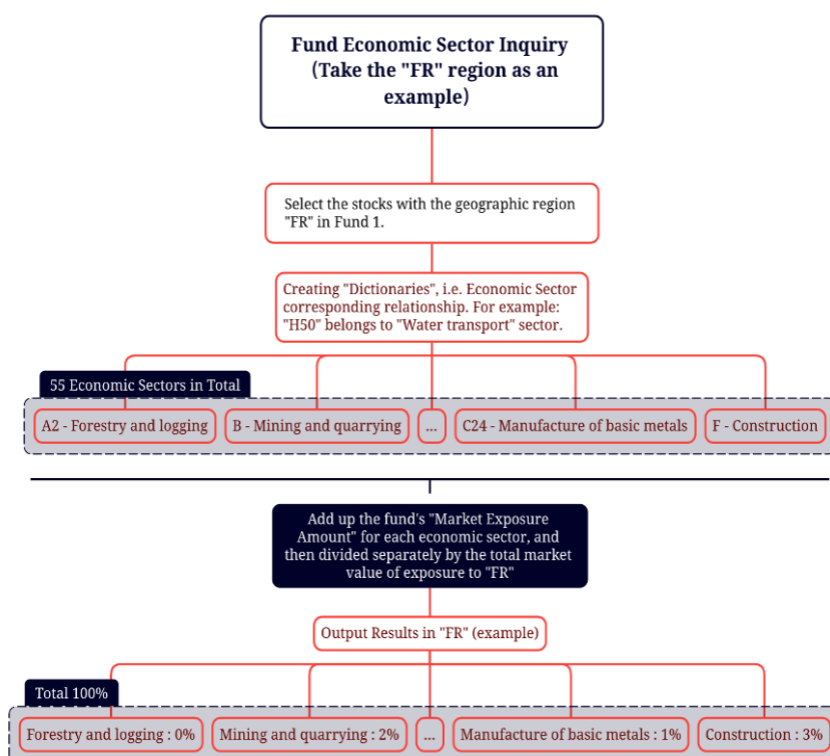 Fund Economic Sector Inquiry
(Take the "FR" region as an
example)
Select the stocks with the geographic region
"FR" in Fund 1.
Creating "Dictionaries", i.e. Economic Sector
corresponding relationship. For example:
"H50" belongs to "Water transport" sector.
55 Economic Sectors in Total
A2 - Forestry and logging
B - Mining and quarrying
...
C24 - Manufacture of basic metals
F - Construction
Add up the fund's "Market Exposure
Amount" for each economic sector, and
then divided separately by the total market
value of exposure to "FR"
Output Results in "FR" (example)
Total 100%
Forestry and logging : 0%
Mining and quarrying : 2%
...
Manufacture of basic metals : 1%
Construction : 3%